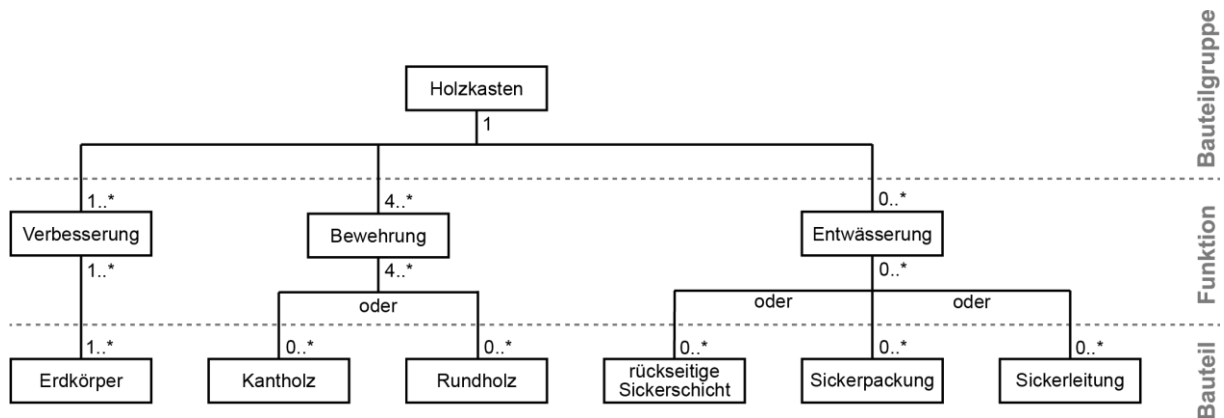 Bauteilgruppe
Holzkasten
1
1..*
4..*
0..*
Funktion
Verbesserung
Bewehrung
Entwässerung
1..*
4..*
0..*
oder
oder
oder
Bauteil
1..*
0..*
0..*
0..*
0..*
0..*
Erdkörper
Kantholz
Rundholz
rückseitige
Sickerschicht
Sickerpackung
Sickerleitung